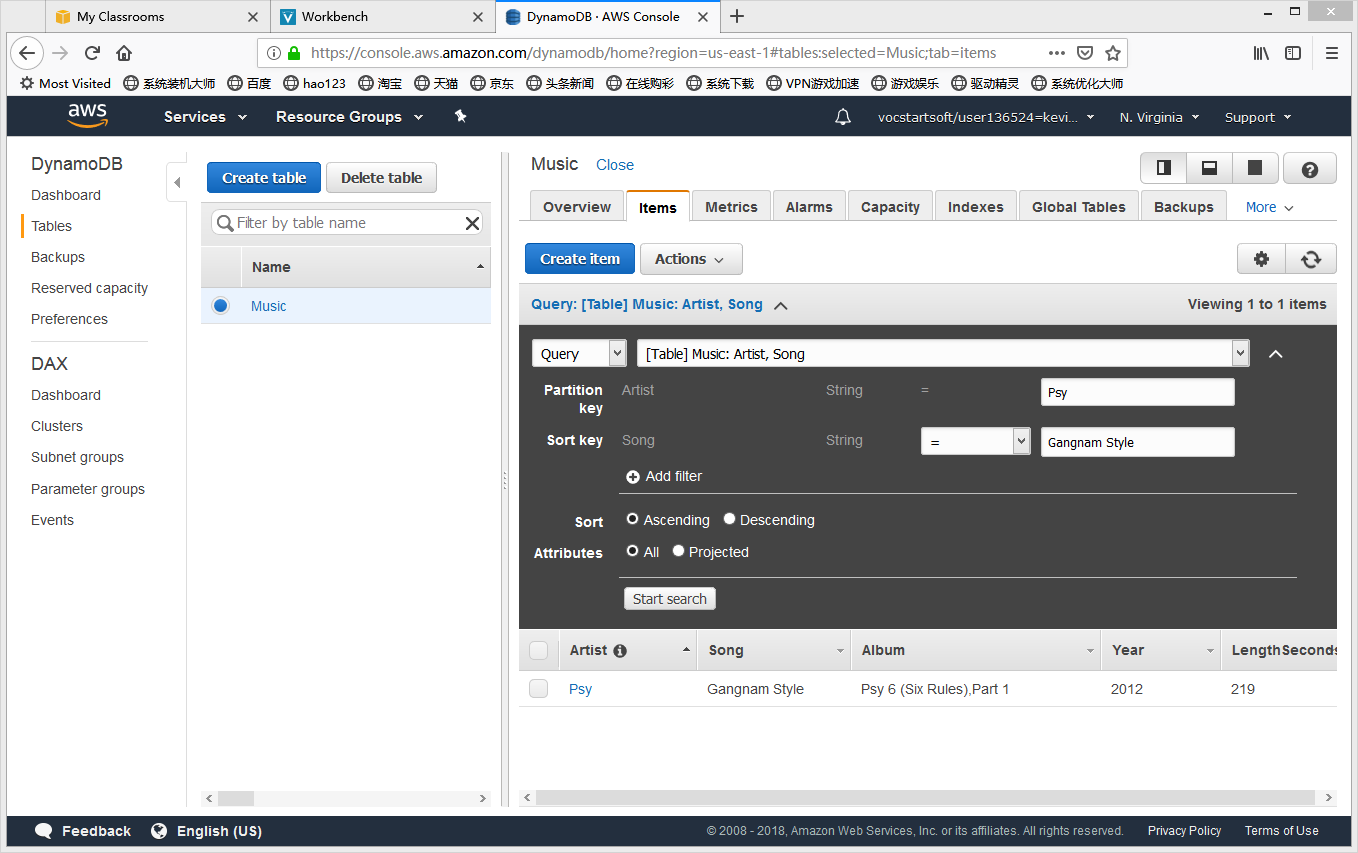 My Classrooms
Workbench
DynamoDB · AWS Console
https://console.aws.amazon.com/dynamodb/home?region=us-east-1#tables:selected=Music;tab=items
Most Visited 系统装机大师 百度 hao123 淘宝 天猫 京东 头条新闻 在线购彩 系统下载 VPN游戏加速 游戏娱乐 驱动精灵 系统优化大师
aws Services Resource Groups vocstartsoft/user136524=kevi... N. Virginia Support
DynamoDB
Dashboard
Tables
Backups
Reserved capacity
Preferences
DAX
Dashboard
Clusters
Subnet groups
Parameter groups
Events
Create table Delete table
Filter by table name
Name
Music
Music Close
Overview Items Metrics Alarms Capacity Indexes Global Tables Backups More
Create item Actions
Query: [Table] Music: Artist, Song Viewing 1 to 1 items
Query [Table] Music: Artist, Song
Partition key Artist String = Psy
Sort key Song String = Gangnam Style
Add filter
Sort Ascending Descending
Attributes All Projected
Start search
Artist Song Album Year LengthSeconds
Psy Gangnam Style Psy 6 (Six Rules),Part 1 2012 219
Feedback English (US) © 2008 - 2018, Amazon Web Services, Inc. or its affiliates. All rights reserved. Privacy Policy Terms of Use